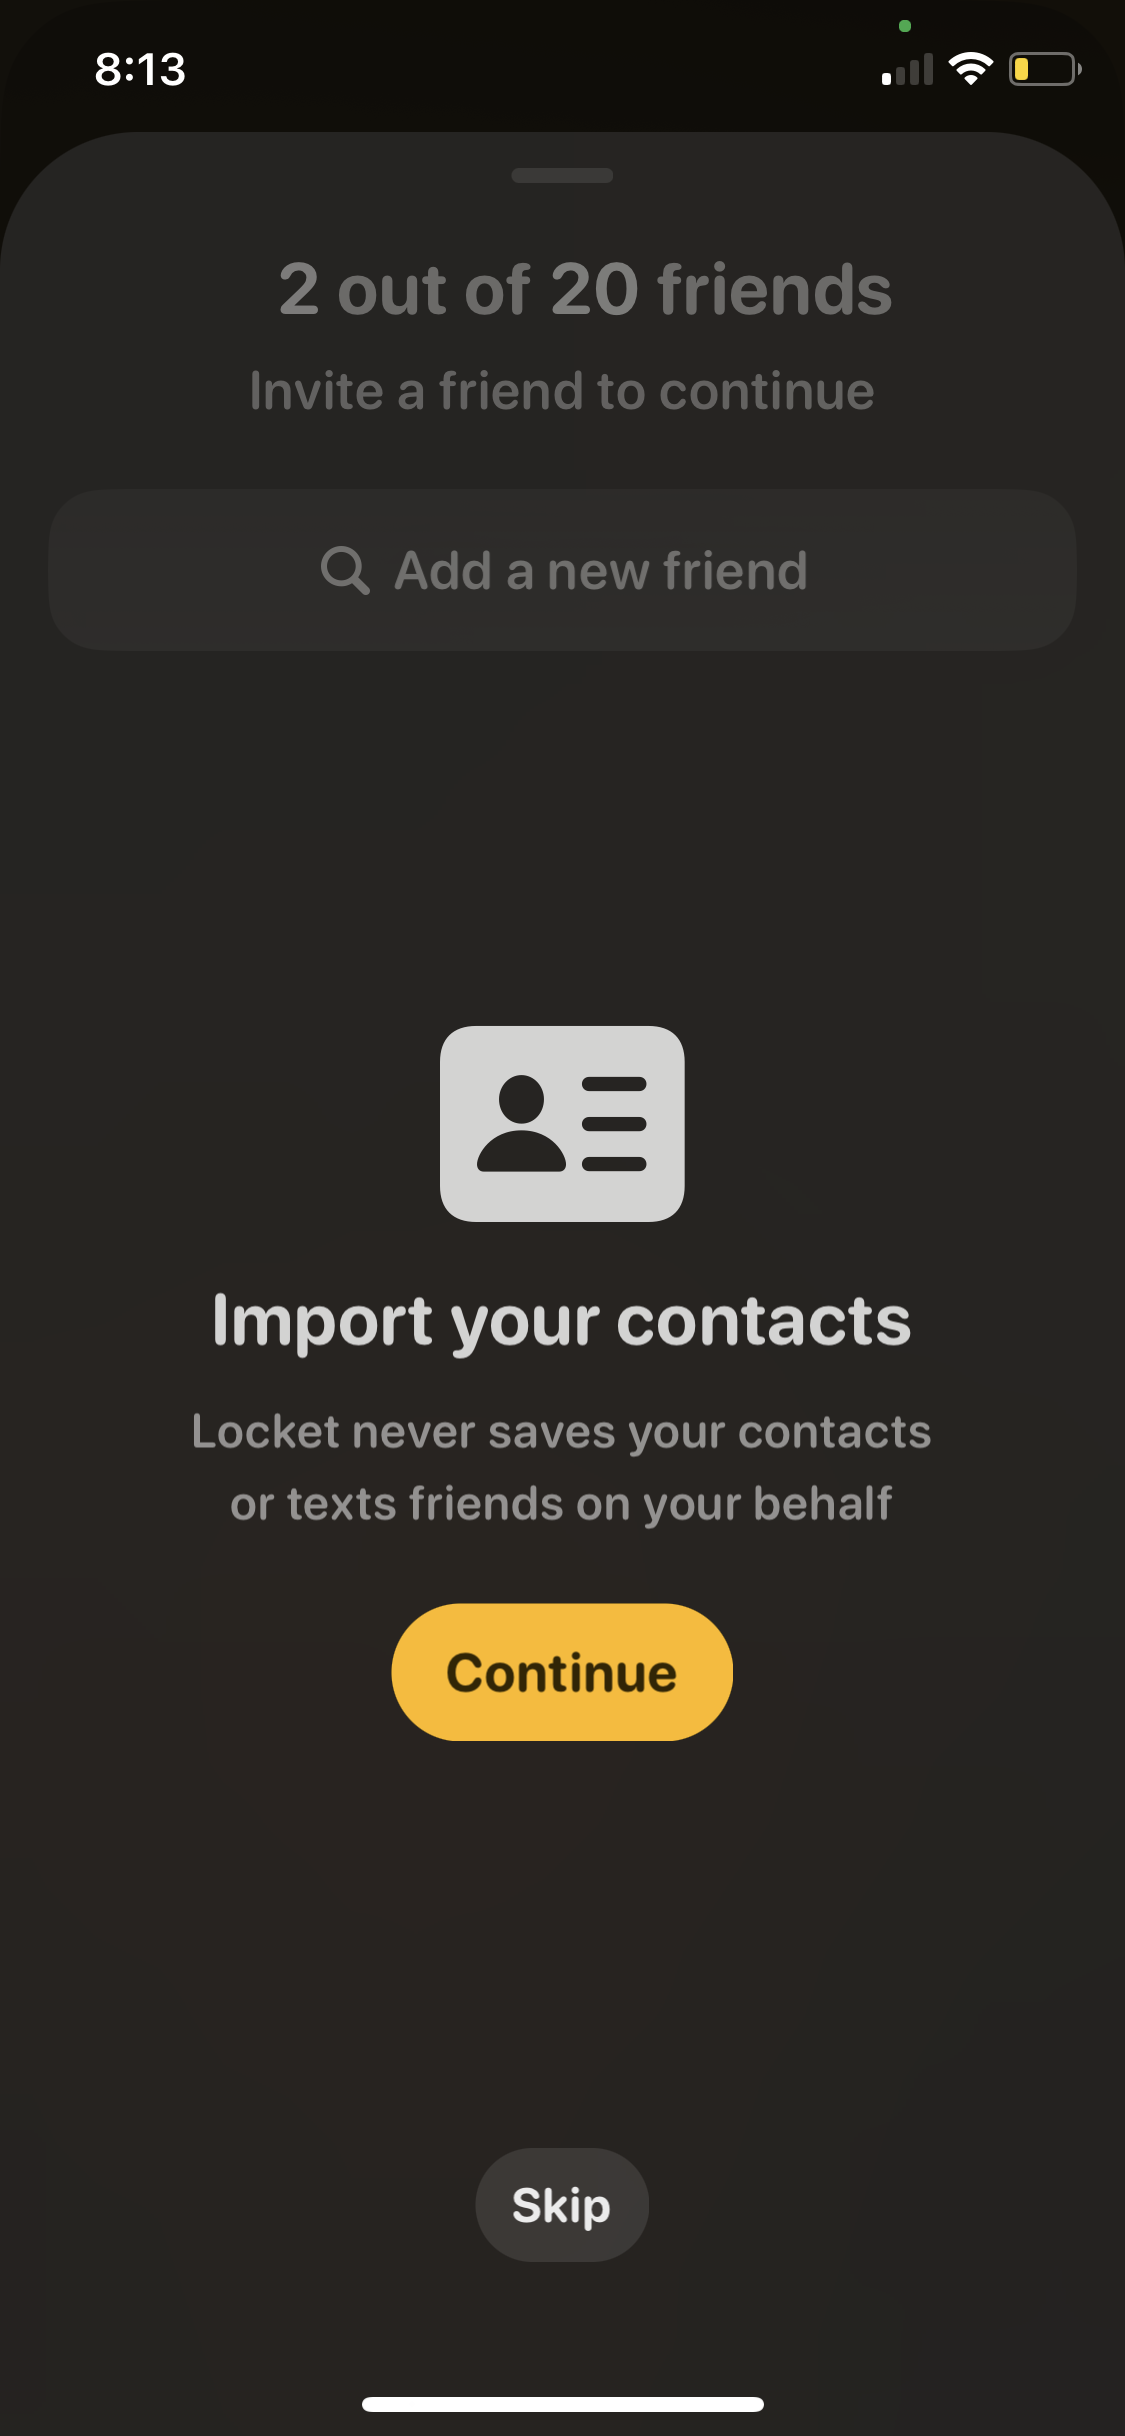 8:13
2 out of 20 friends
Invite a friend to continue
Add a new friend
Import your contacts
Locket never saves your contacts
or texts friends on your behalf
Continue
Skip